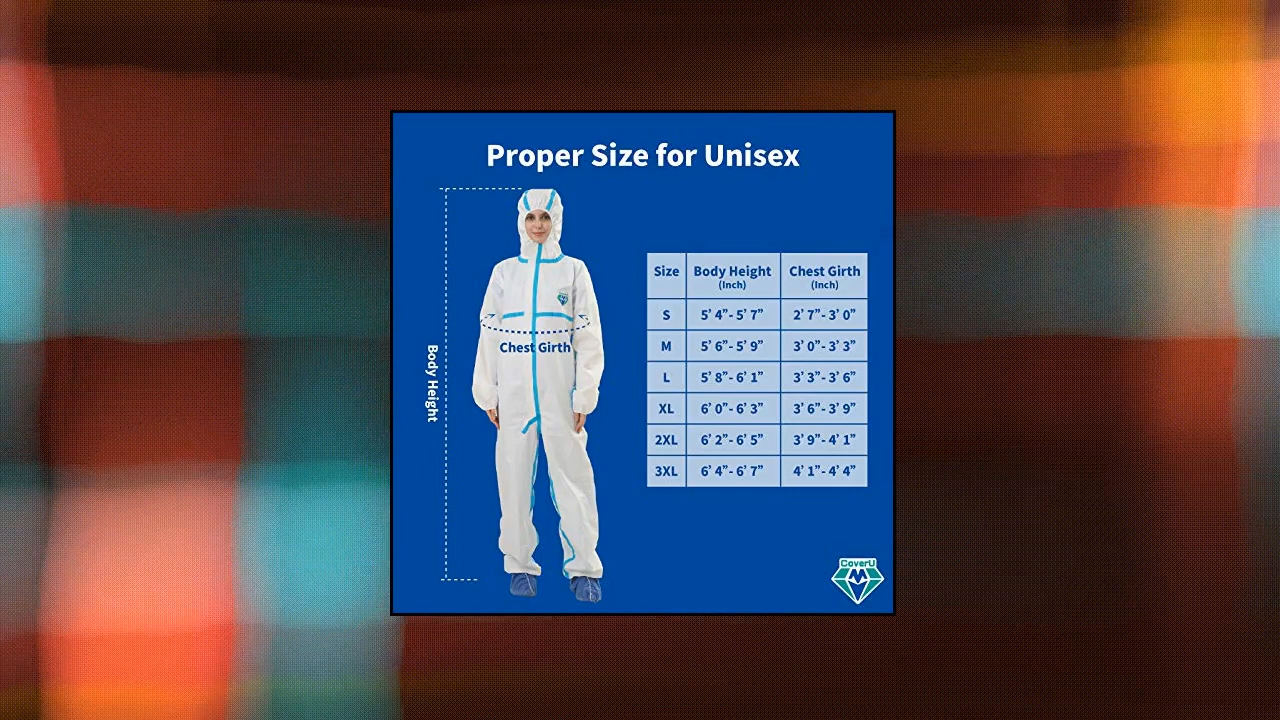 Proper Size for Unisex
Body Height
Chest Girth
Size Body Height (Inch) Chest Girth (Inch)
S 5’ 4”- 5’ 7” 2’ 7”- 3’ 0”
M 5’ 6”- 5’ 9” 3’ 0”- 3’ 3”
L 5’ 8”- 6’ 1” 3’ 3”- 3’ 6”
XL 6’ 0”- 6’ 3” 3’ 6”- 3’ 9”
2XL 6’ 2”- 6’ 5” 3’ 9”- 4’ 1”
3XL 6’ 4”- 6’ 7” 4’ 1”- 4’ 4”
CoverU